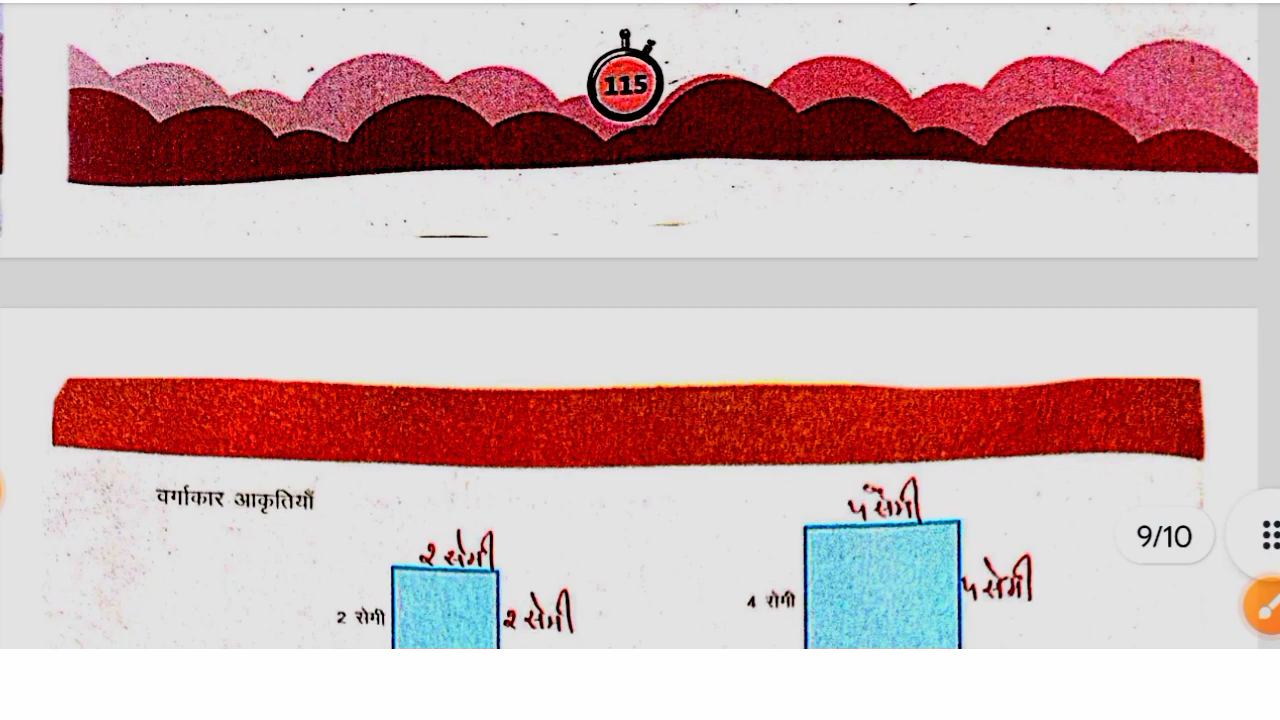 115
वर्गाकार आकृतियाँ
२ सेमी
५ सेमी
2 रोगी
२ सेमी
4 रोगी
५ सेमी
9/10